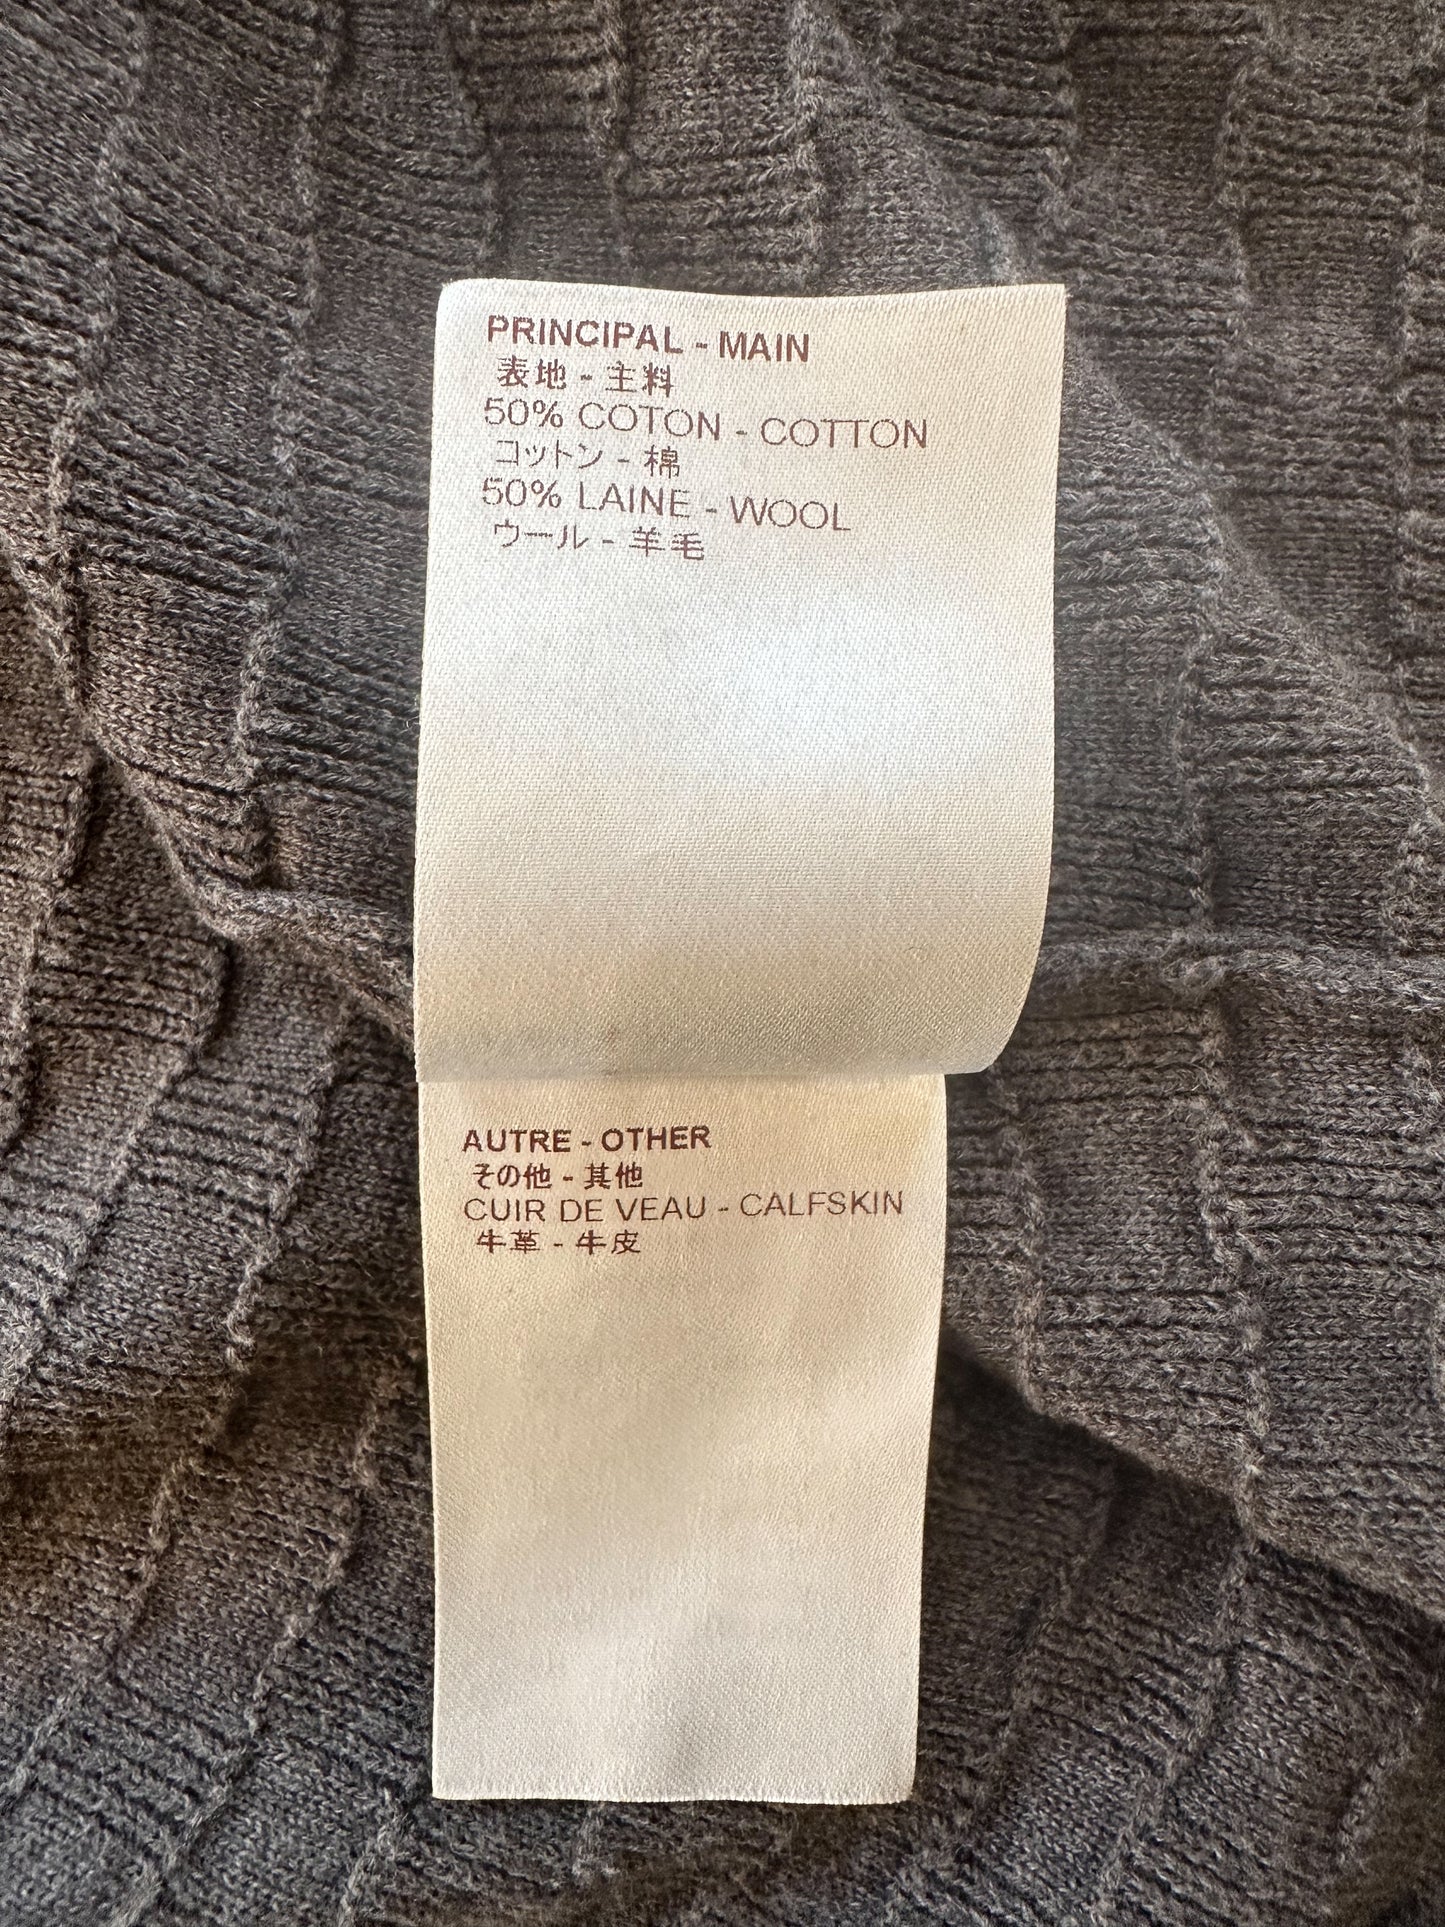 PRINCIPAL - MAIN
表地 - 主料
50% COTON - COTTON
コットン - 棉
50% LAINE - WOOL
ウール - 羊毛
AUTRE - OTHER
その他 - 其他
CUIR DE VEAU - CALFSKIN
牛革 - 牛皮